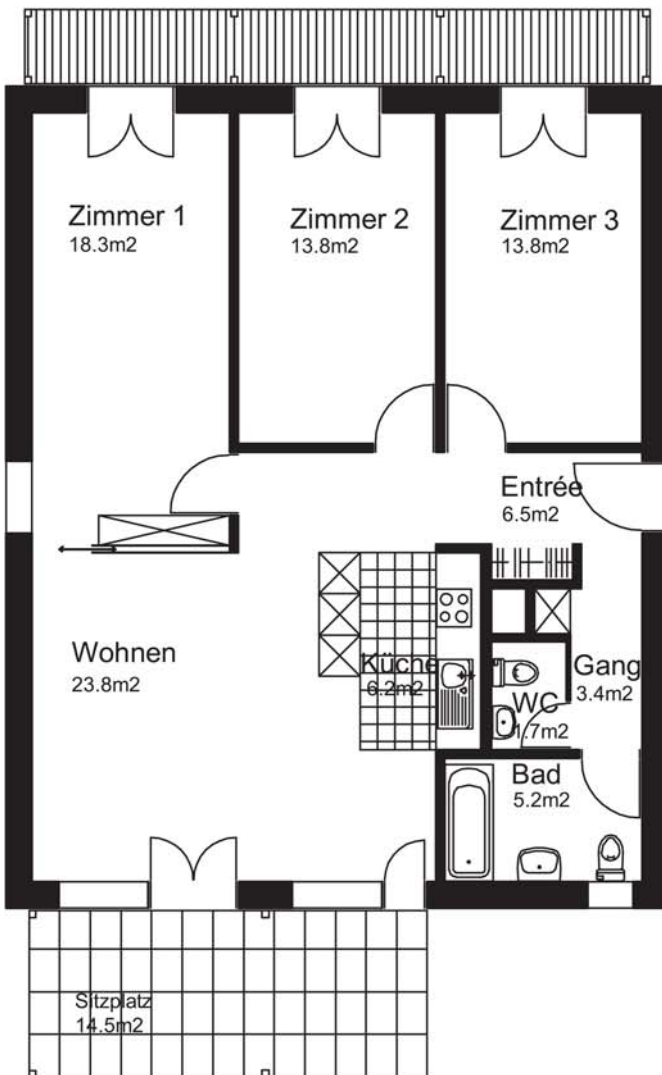 Zimmer 1
18.3m2
Zimmer 2
13.8m2
Zimmer 3
13.8m2
Entrée
6.5m2
Wohnen
23.8m2
Küche
6.2m2
Gang
3.4m2
WC
1.7m2
Bad
5.2m2
Sitzplatz
14.5m2